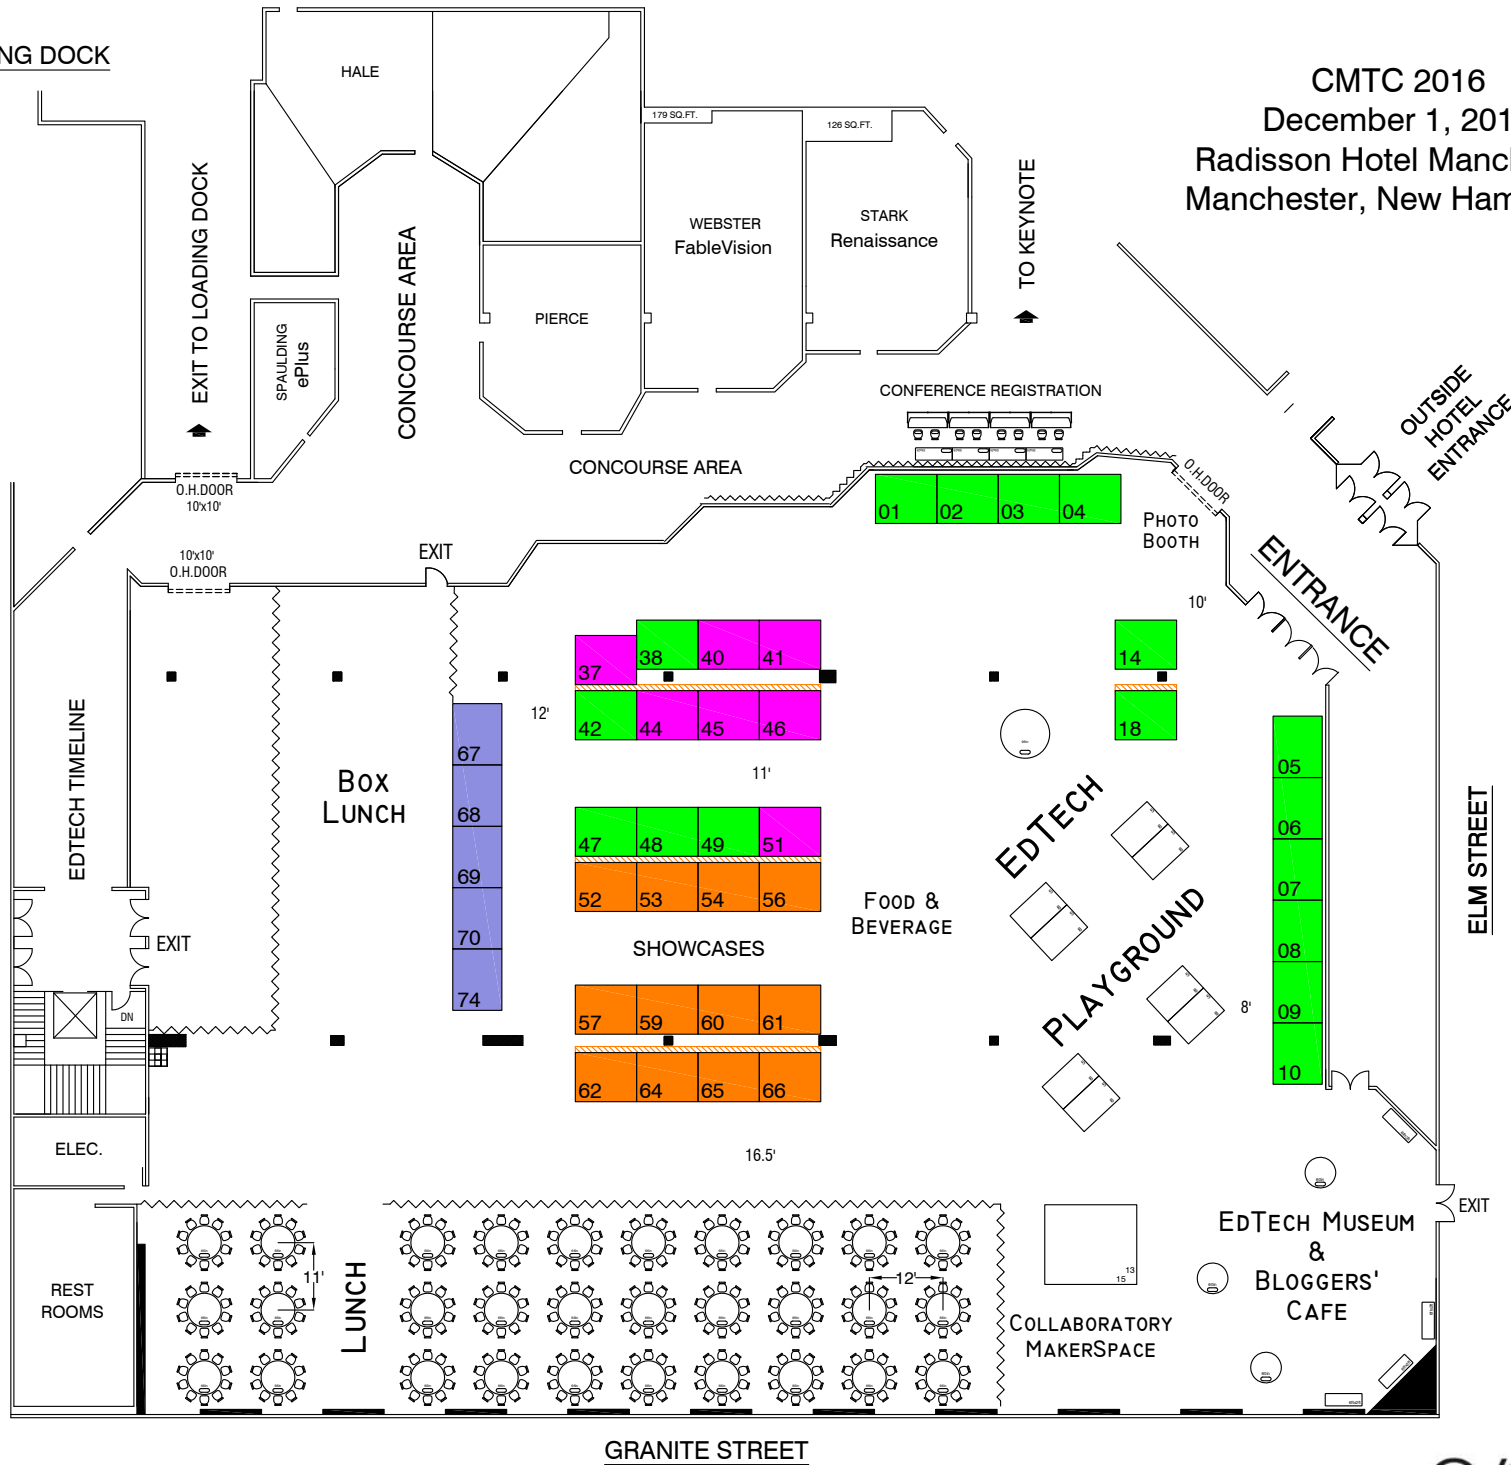 NG DOCK
CMTC 2016
December 1, 201
Radisson Hotel Manc
Manchester, New Ham
HALE
179 SQ.FT.
126 SQ.FT.
EXIT TO LOADING DOCK
CONCOURSE AREA
WEBSTER
FableVision
STARK
Renaissance
TO KEYNOTE
SPAULDING
ePlus
PIERCE
CONFERENCE REGISTRATION
OUTSIDE
HOTEL
ENTRANCE
CONCOURSE AREA
O.H.DOOR
10'x10'
O.H.DOOR
01
02
03
04
PHOTO
BOOTH
10'x10'
O.H.DOOR
EXIT
ENTRANCE
10'
38
40
41
37
14
42
44
45
46
18
12'
11'
EDTECH TIMELINE
BOX
LUNCH
67
68
69
70
74
05
06
07
08
09
10
47
48
49
51
52
53
54
56
SHOWCASES
FOOD &
BEVERAGE
EDTECH
PLAYGROUND
8'
ELM STREET
EXIT
DN
57
59
60
61
62
64
65
66
ELEC.
16.5'
REST
ROOMS
LUNCH
11'
12'
13
15
COLLABORATORY
MAKERSPACE
EDTECH MUSEUM
&
BLOGGERS'
CAFE
EXIT
GRANITE STREET